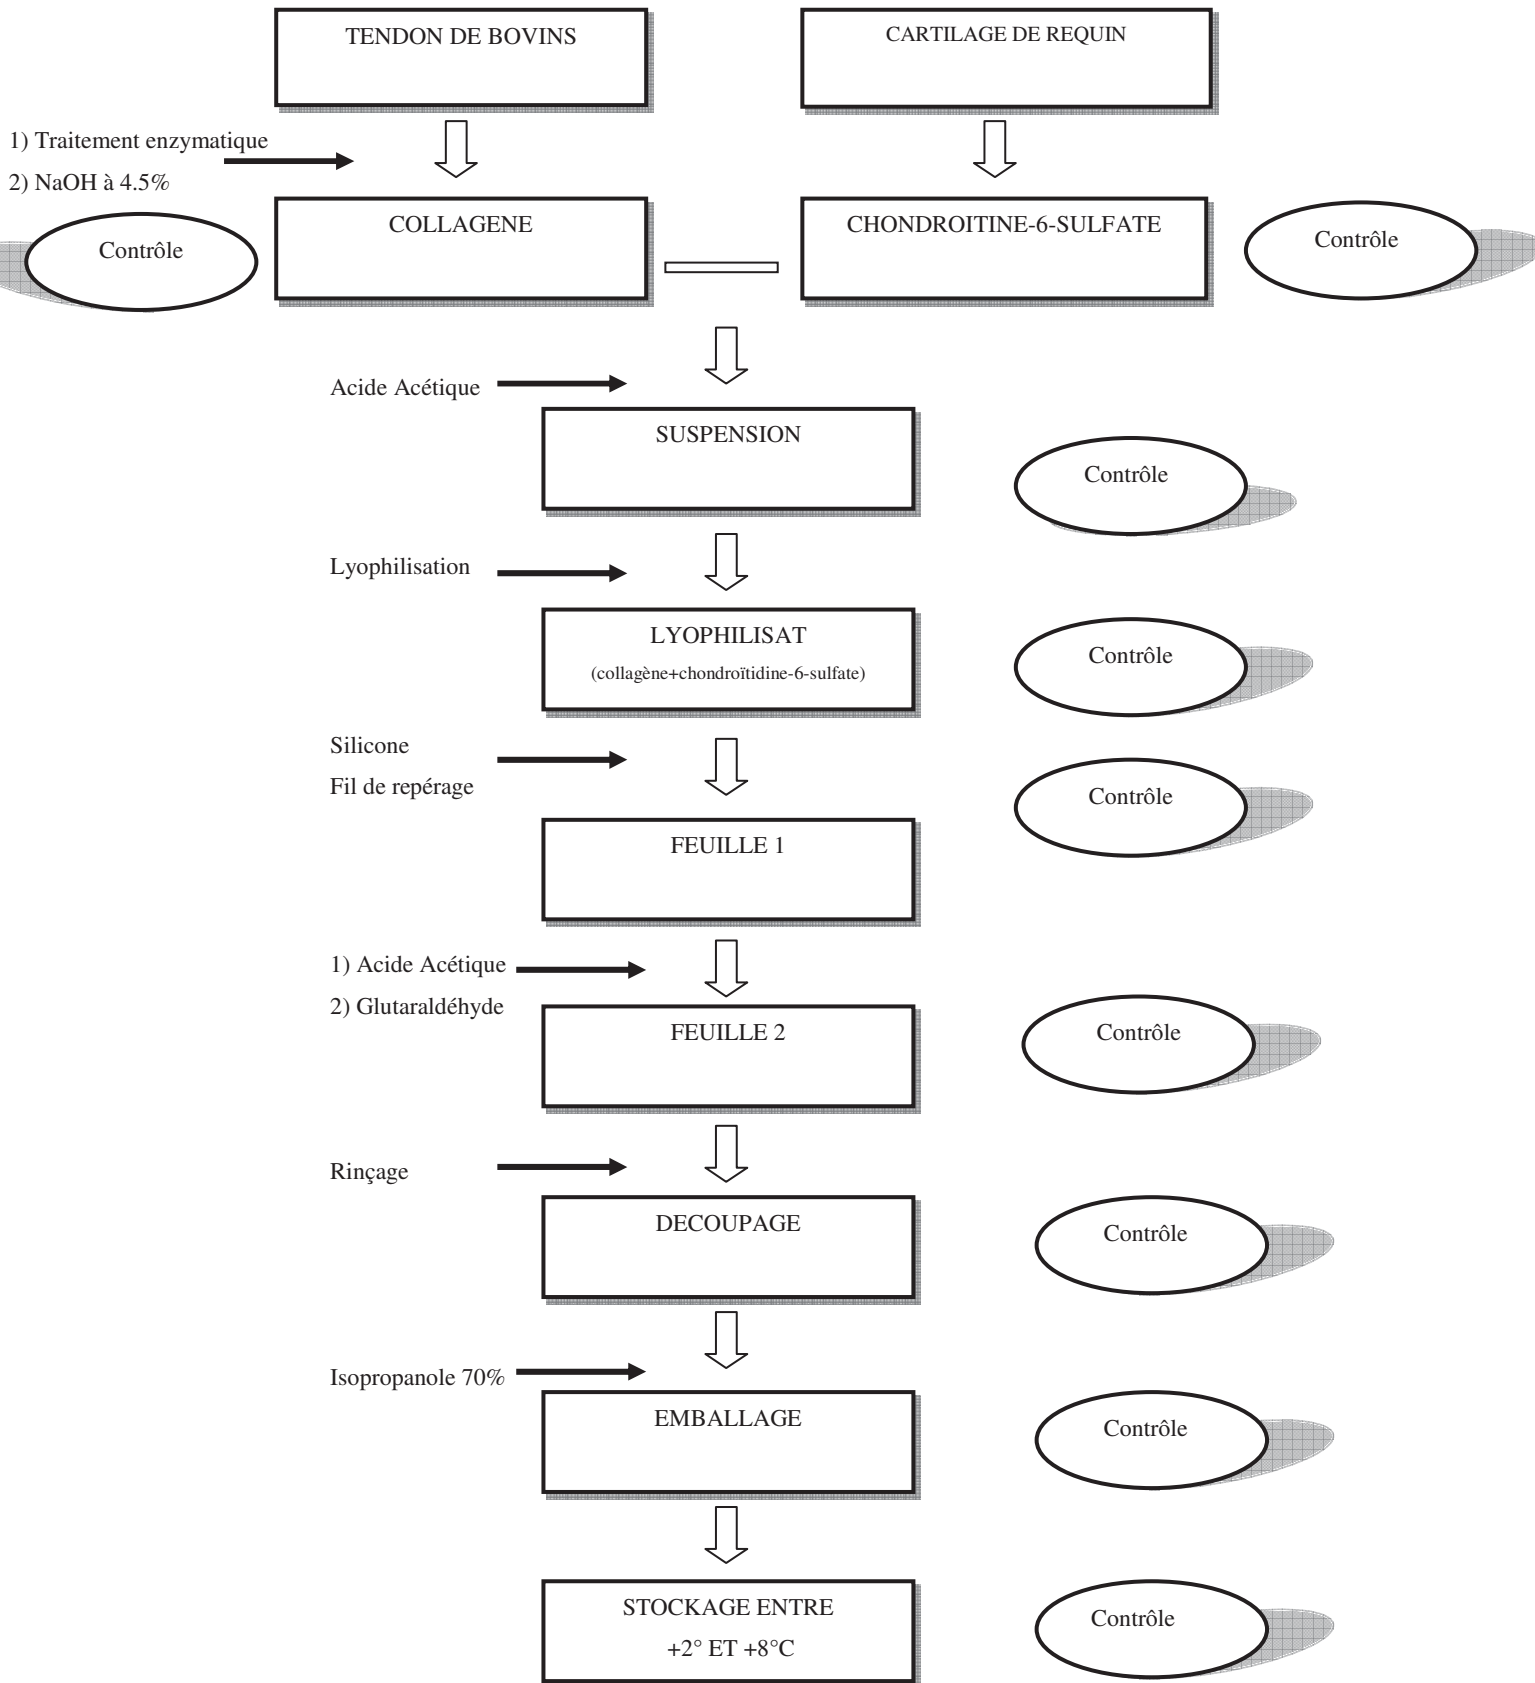 TENDON DE BOVINS
CARTILAGE DE REQUIN
1) Traitement enzymatique
2) NaOH à 4.5%
Contrôle
COLLAGENE
CHONDROITINE-6-SULFATE
Contrôle
Acide Acétique
SUSPENSION
Contrôle
Lyophilisation
LYOPHILISAT
(collagène+chondroïtidine-6-sulfate)
Contrôle
Silicone
Fil de repérage
Contrôle
FEUILLE 1
1) Acide Acétique
2) Glutaraldéhyde
FEUILLE 2
Contrôle
Rinçage
DECOUPAGE
Contrôle
Isopropanole 70%
EMBALLAGE
Contrôle
STOCKAGE ENTRE
+2° ET +8°C
Contrôle